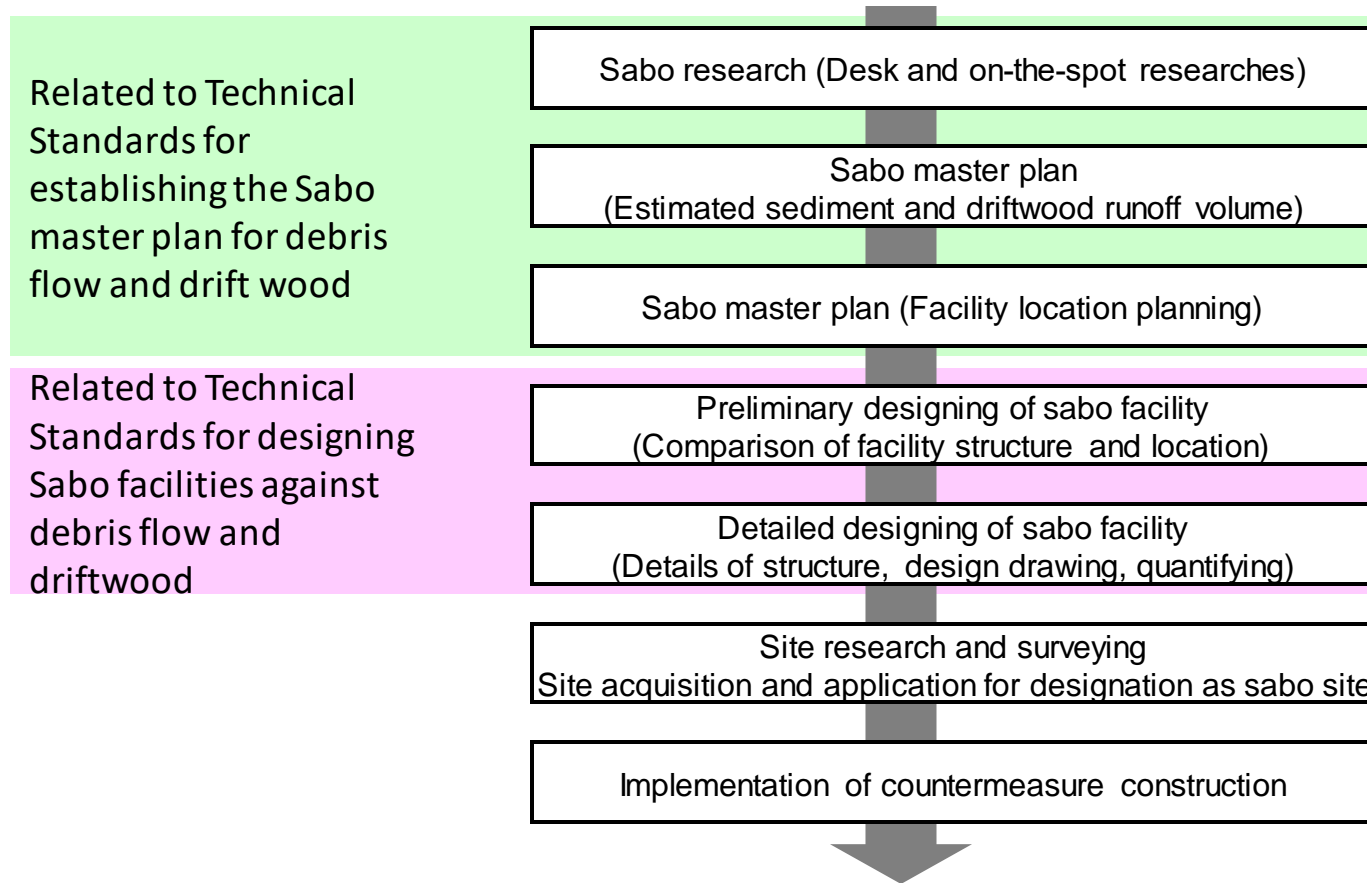 Related to Technical
Standards for
establishing the Sabo
master plan for debris
flow and drift wood
Sabo research (Desk and on-the-spot researches)
Sabo master plan
(Estimated sediment and driftwood runoff volume)
Sabo master plan (Facility location planning)
Related to Technical
Standards for designing
Sabo facilities against
debris flow and
driftwood
Preliminary designing of sabo facility
(Comparison of facility structure and location)
Detailed designing of sabo facility
(Details of structure, design drawing, quantifying)
Site research and surveying
Site acquisition and application for designation as sabo site
Implementation of countermeasure construction